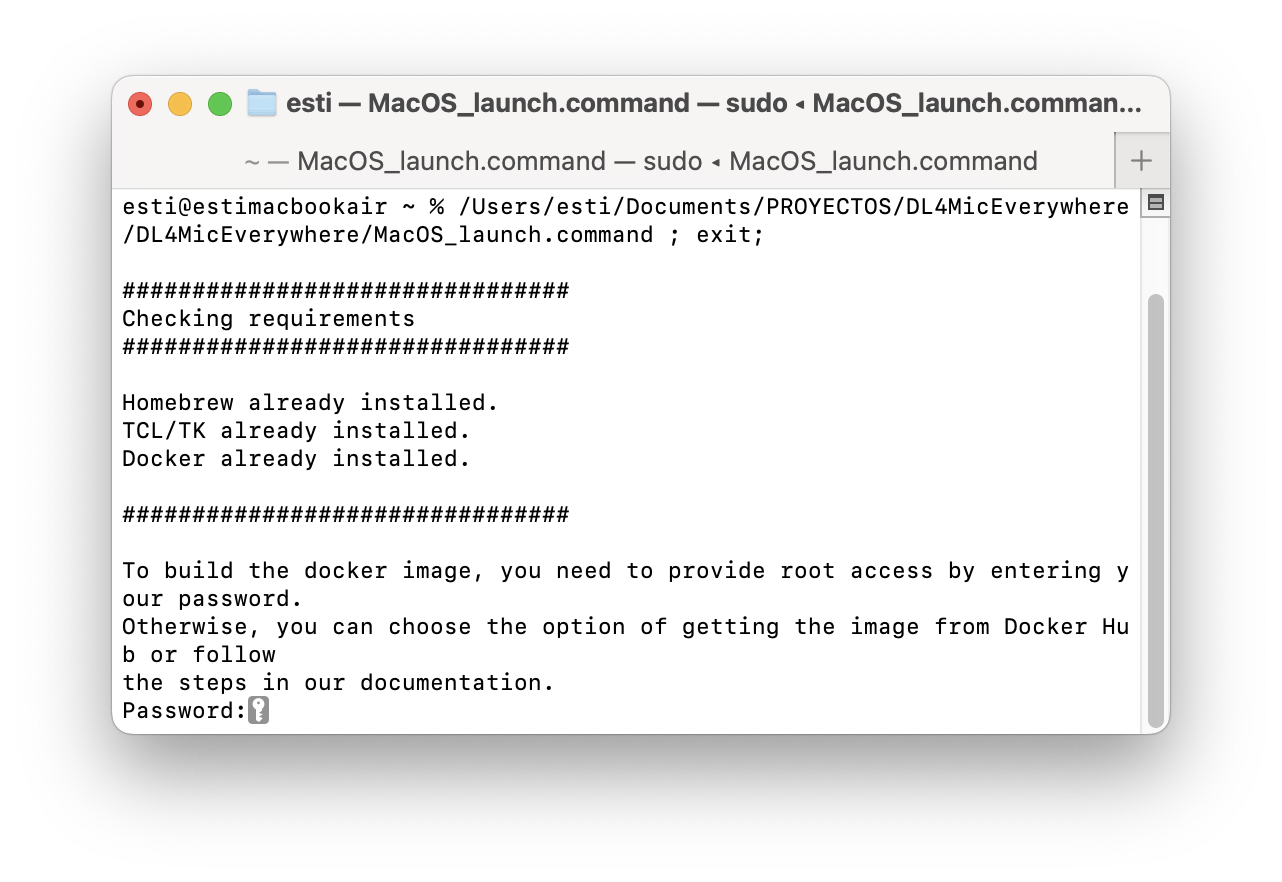 esti — MacOS_launch.command — sudo ◂ MacOS_launch.comman...
~ — MacOS_launch.command — sudo ◂ MacOS_launch.command
esti@estimacbookair ~ % /Users/esti/Documents/PROYECTOS/DL4MicEverywhere
/DL4MicEverywhere/MacOS_launch.command ; exit;
################################
Checking requirements
################################
Homebrew already installed.
TCL/TK already installed.
Docker already installed.
################################
To build the docker image, you need to provide root access by entering y
our password.
Otherwise, you can choose the option of getting the image from Docker Hu
b or follow
the steps in our documentation.
Password: